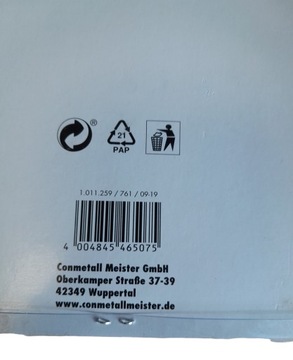 ®
21
PAP
1.011.259 / 761 / 09-19
4 004845 465075
Conmetall Meister GmbH
Oberkamper Straße 37-39
42349 Wuppertal
www.conmetallmeister.de